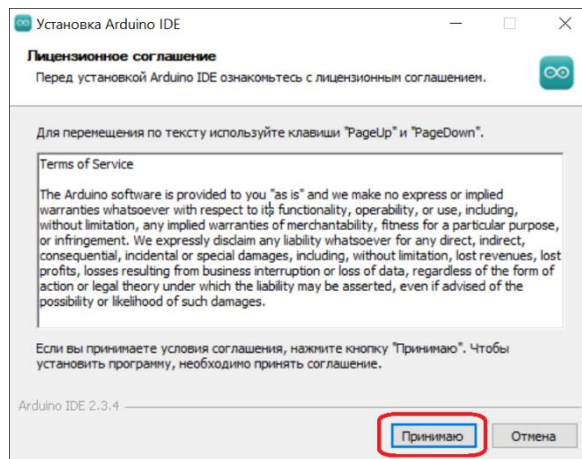 Установка Arduino IDE
Лицензионное соглашение
Перед установкой Arduino IDE ознакомьтесь с лицензионным соглашением.
Для перемещения по тексту используйте клавиши "PageUp" и "PageDown".
Terms of Service
The Arduino software is provided to you "as is" and we make no express or implied
warranties whatsoever with respect to its functionality, operability, or use, including,
without limitation, any implied warranties of merchantability, fitness for a particular purpose,
or infringement. We expressly disclaim any liability whatsoever for any direct, indirect,
consequential, incidental or special damages, including, without limitation, lost revenues, lost
profits, losses resulting from business interruption or loss of data, regardless of the form of
action or legal theory under which the liability may be asserted, even if advised of the
possibility or likelihood of such damages.
Если вы принимаете условия соглашения, нажмите кнопку "Принимаю". Чтобы
установить программу, необходимо принять соглашение.
Arduino IDE 2.3.4
Принимаю Отмена